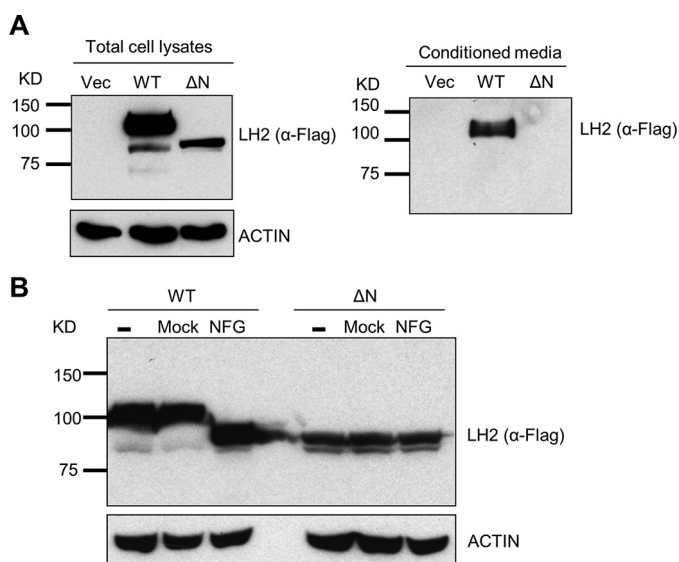 A
Total cell lysates
KD
Vec WT ΔN
150
100
75
LH2 (α-Flag)
ACTIN
Conditioned media
KD
Vec WT ΔN
150
100
75
LH2 (α-Flag)
B
WT ΔN
KD
- Mock NFG - Mock NFG
150
100
75
LH2 (α-Flag)
ACTIN